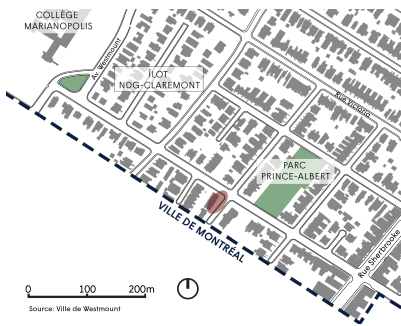 COLLÈGE
MARIANOPOLIS
Av. Westmount
ÎLOT
NDG-CLAREMONT
Rue Victoria
PARC
PRINCE-ALBERT
VILLE DE MONTRÉAL
Rue Sherbrooke
0 100 200m
Source: Ville de Westmount